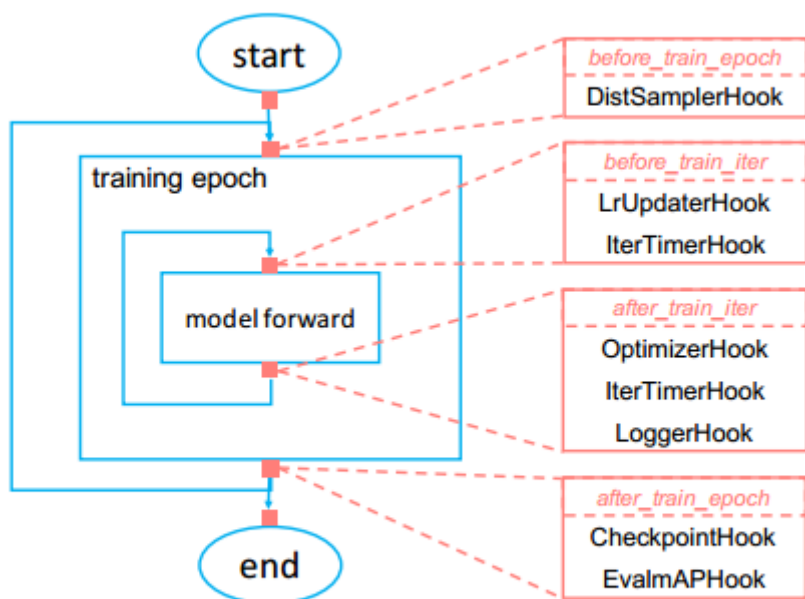 start
before_train_epoch
DistSamplerHook
training epoch
before_train_iter
LrUpdaterHook
IterTimerHook
model forward
after_train_iter
OptimizerHook
IterTimerHook
LoggerHook
after_train_epoch
CheckpointHook
EvalmAPHook
end